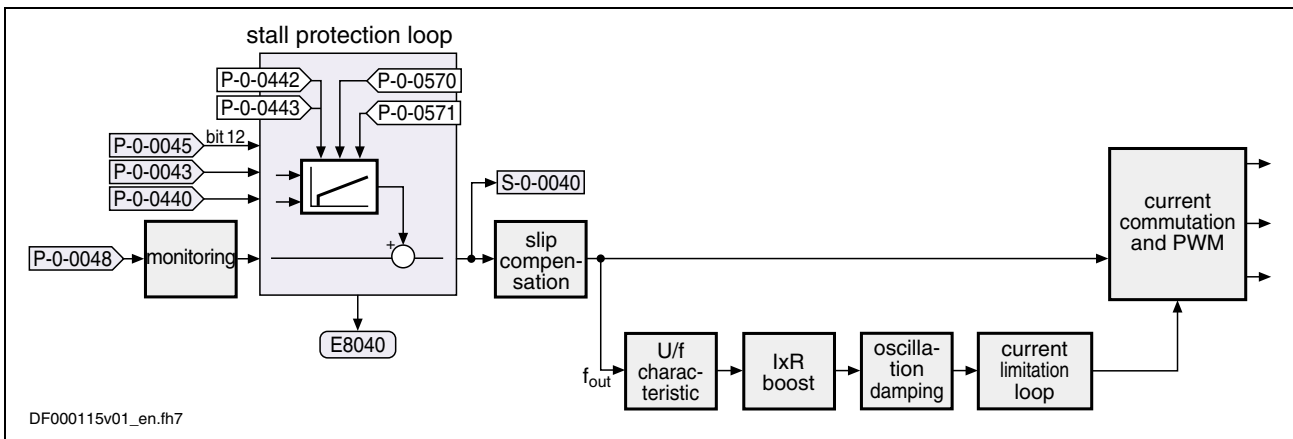 stall protection loop
P-0-0442
P-0-0570
P-0-0443
P-0-0571
P-0-0045
bit 12
P-0-0043
P-0-0440
S-0-0040
P-0-0048
monitoring
+
slip
compen-
sation
current
commutation
and PWM
E8040
f_out
U/f
charac-
teristic
IxR
boost
oscilla-
tion
damping
current
limitation
loop
DF000115v01_en.fh7